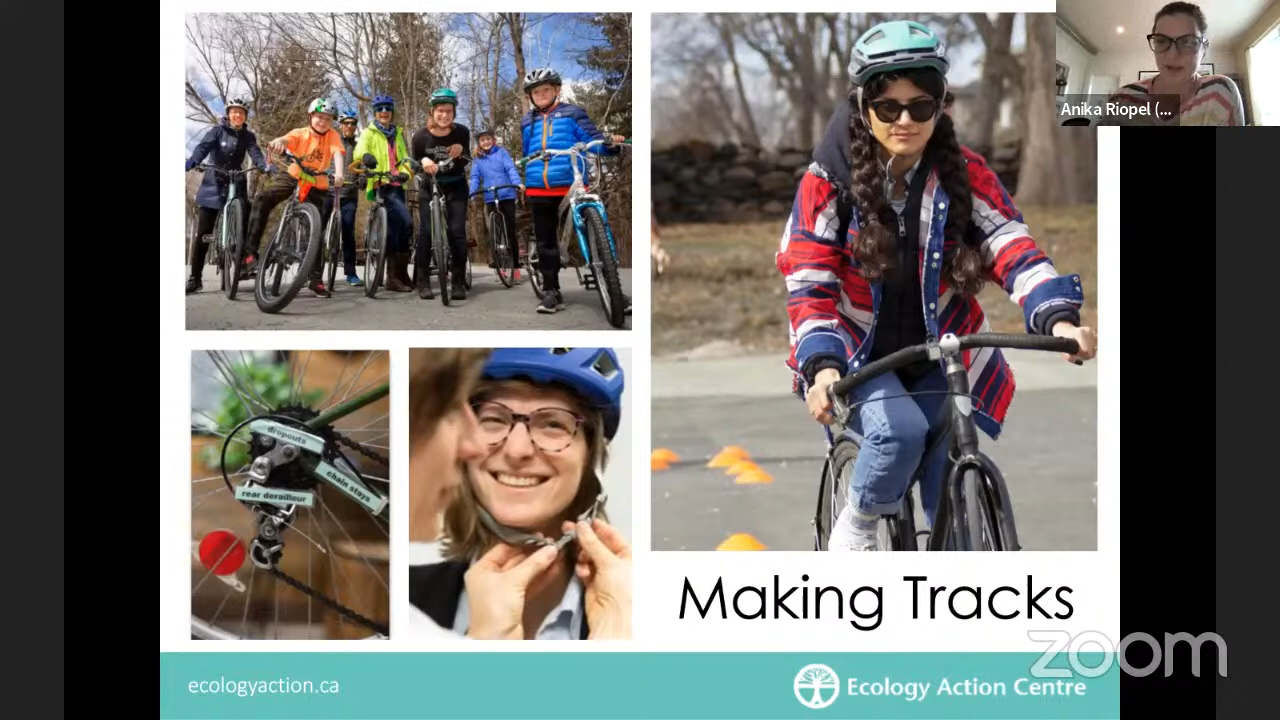 Anika Riopel (...
dropouts
chain stays
rear derailleur
Making Tracks
zoom
ecologyaction.ca
Ecology Action Centre